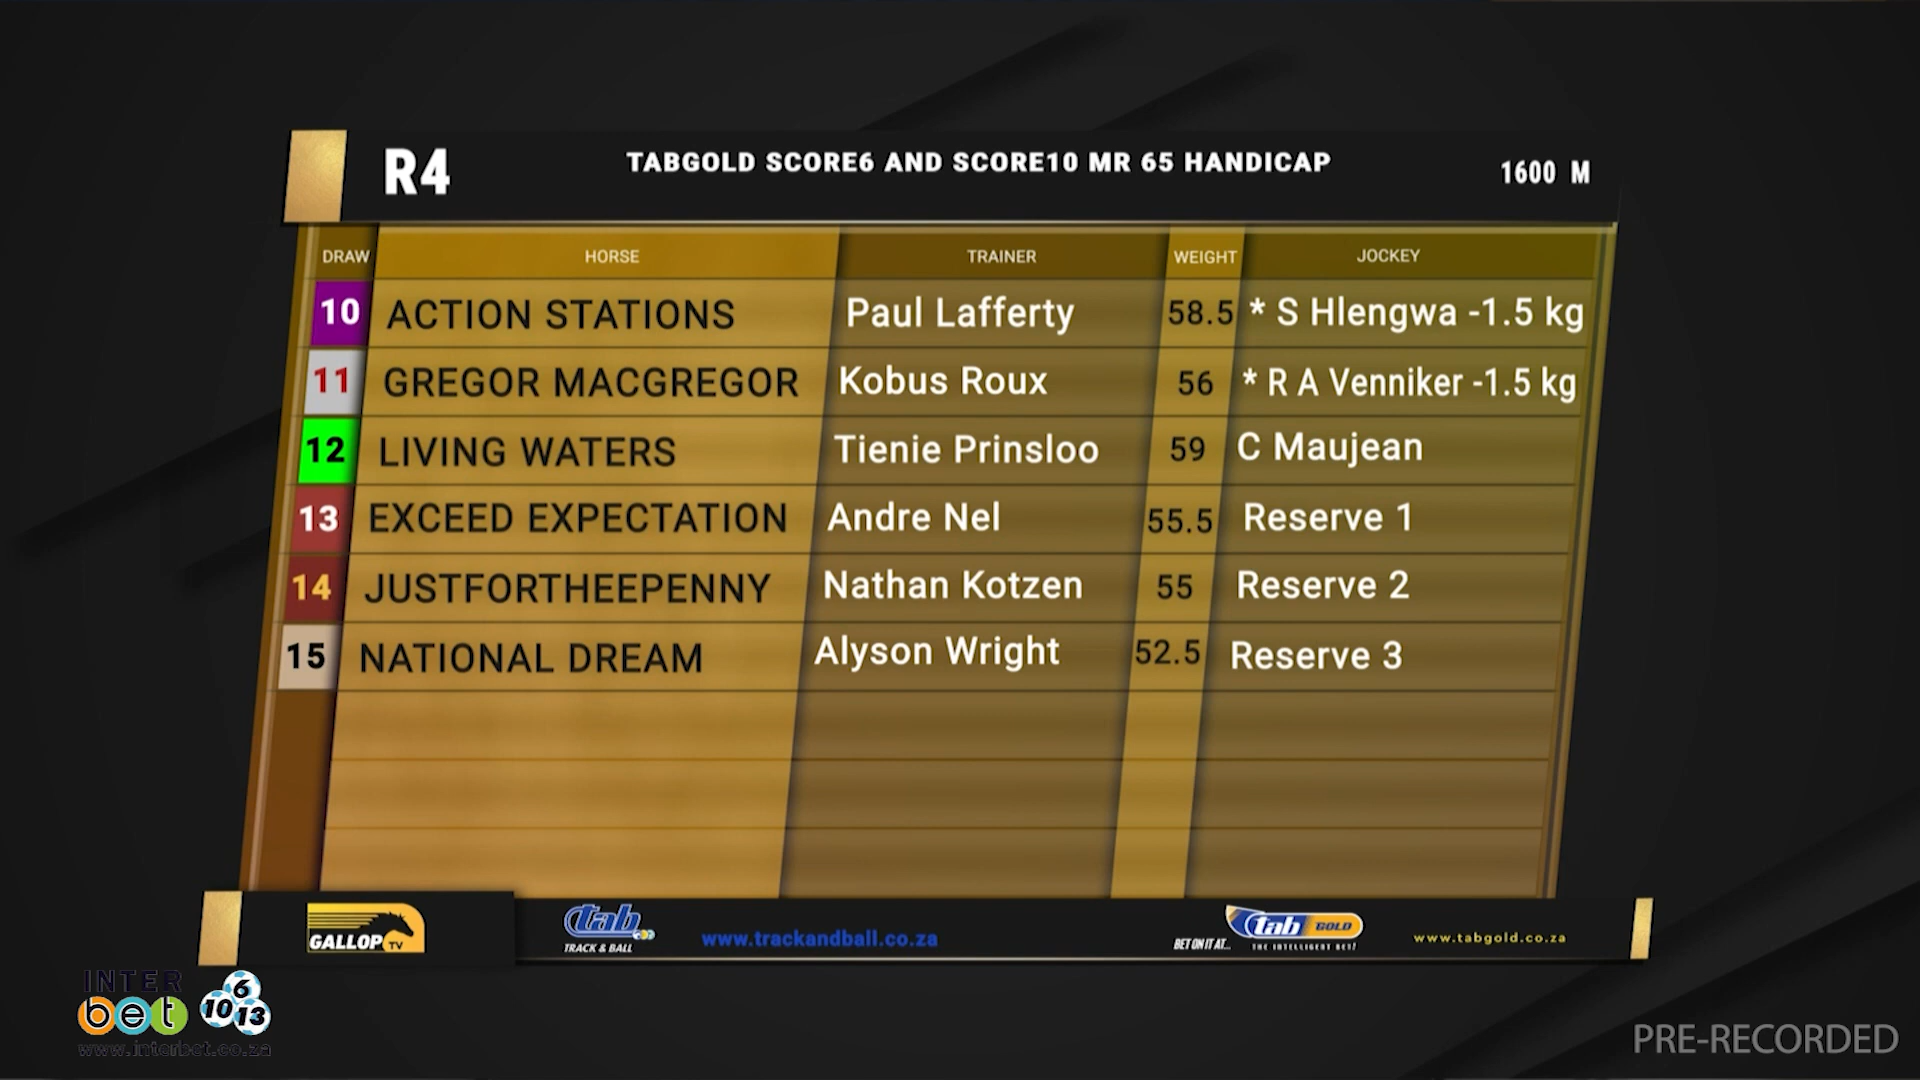 R4 TABGOLD SCORE6 AND SCORE10 MR 65 HANDICAP 1600 M
DRAW HORSE TRAINER WEIGHT JOCKEY
10 ACTION STATIONS Paul Lafferty 58.5 * S Hlengwa -1.5 kg
11 GREGOR MACGREGOR Kobus Roux 56 * R A Venniker -1.5 kg
12 LIVING WATERS Tienie Prinsloo 59 C Maujean
13 EXCEED EXPECTATION Andre Nel 55.5 Reserve 1
14 JUSTFORTHEEPENNY Nathan Kotzen 55 Reserve 2
15 NATIONAL DREAM Alyson Wright 52.5 Reserve 3
GALLOP TV
tab
TRACK & BALL
www.trackandball.co.za
BET ON IT AT...
tab GOLD
THE INTELLIGENT BET!
www.tabgold.co.za
INTER
bet
6
10 13
www.interbet.co.za
PRE-RECORDED